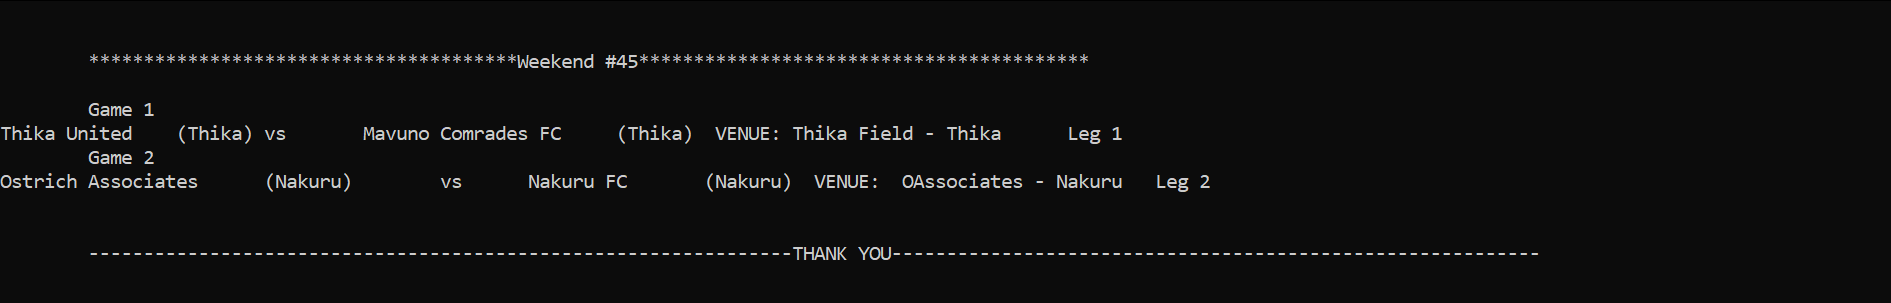 ***************************************Weekend #45*****************************************
Game 1
Thika United (Thika) vs Mavuno Comrades FC (Thika) VENUE: Thika Field - Thika Leg 1
Game 2
Ostrich Associates (Nakuru) vs Nakuru FC (Nakuru) VENUE: OAssociates - Nakuru Leg 2
----------------------------------------------------------------THANK YOU-----------------------------------------------------------